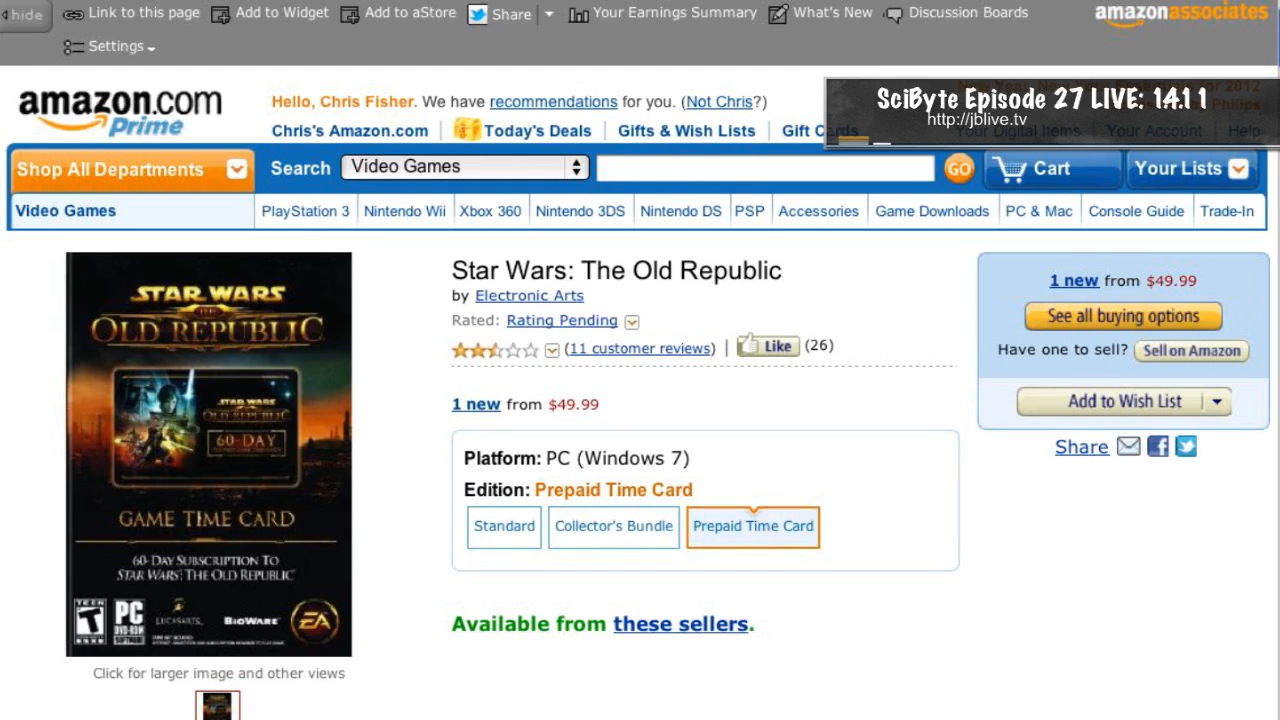 hide Link to this page Add to Widget Add to aStore Share Your Earnings Summary What's New Discussion Boards amazonassociates
Settings
amazon.com
Prime
Hello, Chris Fisher. We have recommendations for you. (Not Chris?)
SciByte Episode 27 LIVE: 14.11
http://jblive.tv
Chris's Amazon.com Today's Deals Gifts & Wish Lists Gift Cards Your Digital Items Your Account Help
Shop All Departments Search Video Games GO Cart Your Lists
Video Games PlayStation 3 Nintendo Wii Xbox 360 Nintendo 3DS Nintendo DS PSP Accessories Game Downloads PC & Mac Console Guide Trade-In
STAR WARS
THE
OLD REPUBLIC
STAR WARS
OLD REPUBLIC
60-DAY
GAME TIME CARD
60-DAY SUBSCRIPTION TO
STAR WARS: THE OLD REPUBLIC
TEEN
T
ESRB
PC
DVD-ROM
SOFTWARE
LUCASARTS
BIOWARE
EA
Click for larger image and other views
Star Wars: The Old Republic
by Electronic Arts
Rated: Rating Pending
(11 customer reviews) | Like (26)
1 new from $49.99
Platform: PC (Windows 7)
Edition: Prepaid Time Card
Standard Collector's Bundle Prepaid Time Card
Available from these sellers.
1 new from $49.99
See all buying options
Have one to sell? Sell on Amazon
Add to Wish List
Share